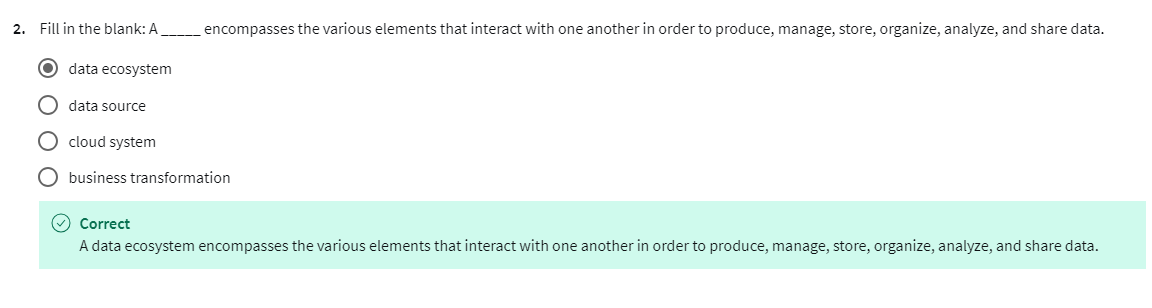 2. Fill in the blank: A _____ encompasses the various elements that interact with one another in order to produce, manage, store, organize, analyze, and share data.
data ecosystem
data source
cloud system
business transformation
Correct
A data ecosystem encompasses the various elements that interact with one another in order to produce, manage, store, organize, analyze, and share data.